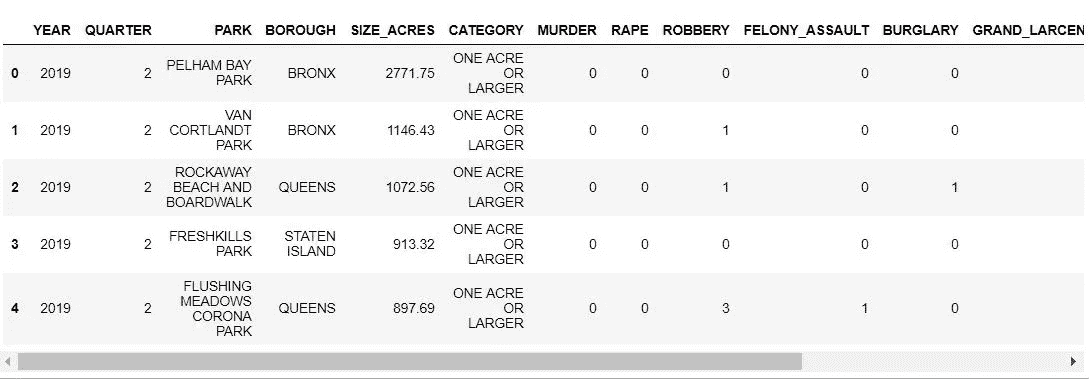 YEAR QUARTER PARK BOROUGH SIZE_ACRES CATEGORY MURDER RAPE ROBBERY FELONY_ASSAULT BURGLARY GRAND_LARCEN
0 2019 2 PELHAM BAY PARK BRONX 2771.75 ONE ACRE OR LARGER 0 0 0 0 0
1 2019 2 VAN CORTLANDT PARK BRONX 1146.43 ONE ACRE OR LARGER 0 0 1 0 0
2 2019 2 ROCKAWAY BEACH AND BOARDWALK QUEENS 1072.56 ONE ACRE OR LARGER 0 0 1 0 1
3 2019 2 FRESHKILLS PARK STATEN ISLAND 913.32 ONE ACRE OR LARGER 0 0 0 0 0
4 2019 2 FLUSHING MEADOWS CORONA PARK QUEENS 897.69 ONE ACRE OR LARGER 0 0 3 1 0